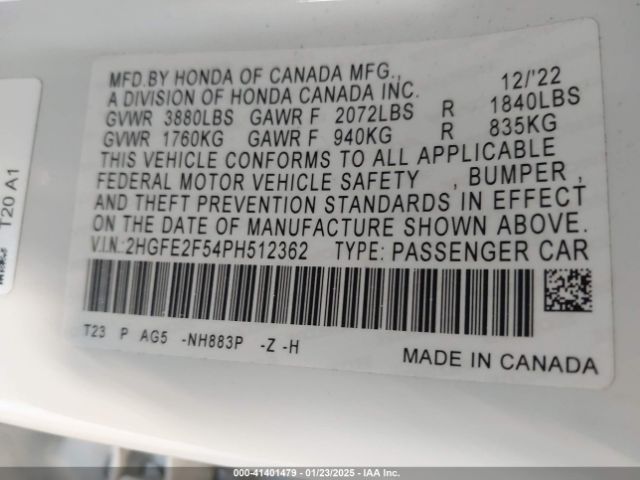 MFD.BY HONDA OF CANADA MFG., 12/'22
A DIVISION OF HONDA CANADA INC.
GVWR 3880LBS GAWR F 2072LBS R 1840LBS
GVWR 1760KG GAWR F 940KG R 835KG
THIS VEHICLE CONFORMS TO ALL APPLICABLE
FEDERAL MOTOR VEHICLE SAFETY , BUMPER ,
AND THEFT PREVENTION STANDARDS IN EFFECT
ON THE DATE OF MANUFACTURE SHOWN ABOVE.
V.I.N.:2HGFE2F54PH512362 TYPE: PASSENGER CAR
T23 P AG5 -NH883P -Z -H
MADE IN CANADA
T20 A1
000-41401479 - 01/23/2025 - IAA Inc.